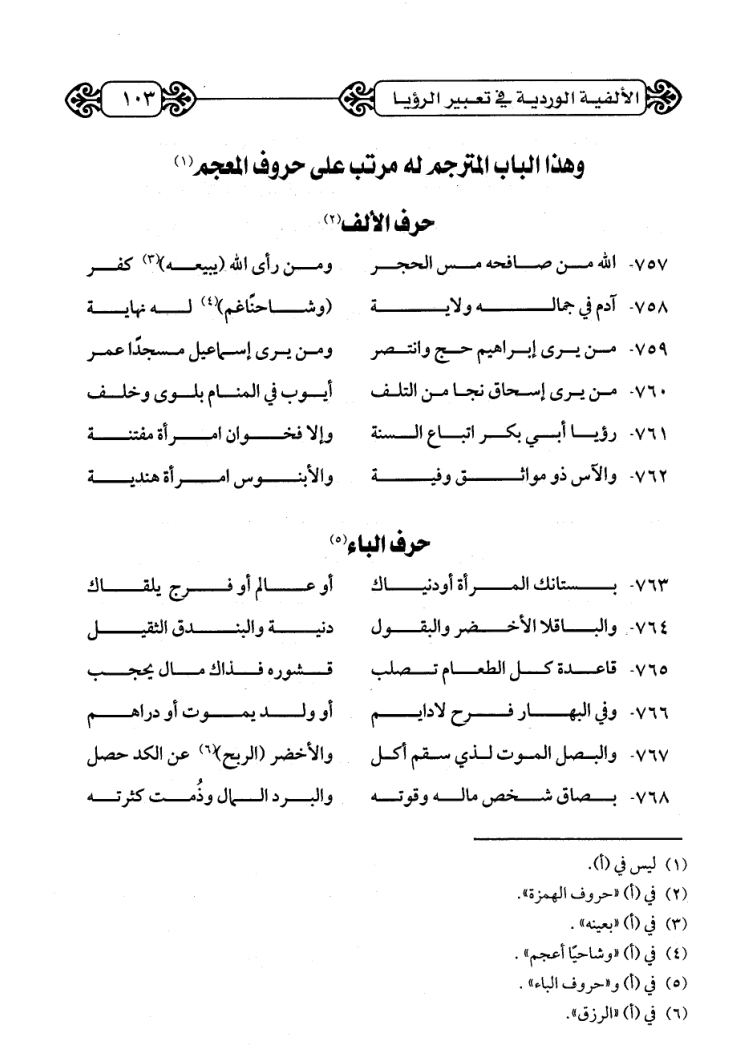 الألفية الوردية في تعبير الرؤيا ١٠٣
وهذا الباب المترجم له مرتب على حروف المعجم (١)
حرف الألف(٢)
٧٥٧- الله من صافحه مس الحجر ومن رأى الله (يبيعه)(٣) كفر
٧٥٨- آدم في جماله ولاية (وشاحنًاغم)(٤) له نهاية
٧٥٩- من يرى إبراهيم حج وانتصر ومن يرى إسماعيل مسجدًا عمر
٧٦٠- من يرى إسحاق نجا من التلف أيوب في المنام بلوى وخلف
٧٦١- رؤيا أبي بكر اتباع السنة وإلا فخوان امرأة مفتنة
٧٦٢- والآس ذو مواثق وفية والأبنوس امرأة هندية
حرف الباء(٥)
٧٦٣- بستانك المرأة أودنياك أو عالم أو فرج يلقاك
٧٦٤- والباقلا الأخضر والبقول دنية والبندق الثقيل
٧٦٥- قاعدة كل الطعام تصلب قشوره فذاك مال يحجب
٧٦٦- وفي البهار فرح لادايم أو ولد يموت أو دراهم
٧٦٧- والبصل الموت لذي سقم أكل والأخضر (الربح)(٦) عن الكد حصل
٧٦٨- بصاق شخص ماله وقوته والبرد المال وذُمت كثرته
(١) ليس في (أ).
(٢) في (أ) «حروف الهمزة».
(٣) في (أ) «بعينه» .
(٤) في (أ) «وشاحيًا أعجم» .
(٥) في (أ) و«حروف الباء» .
(٦) في (أ) «الرزق».